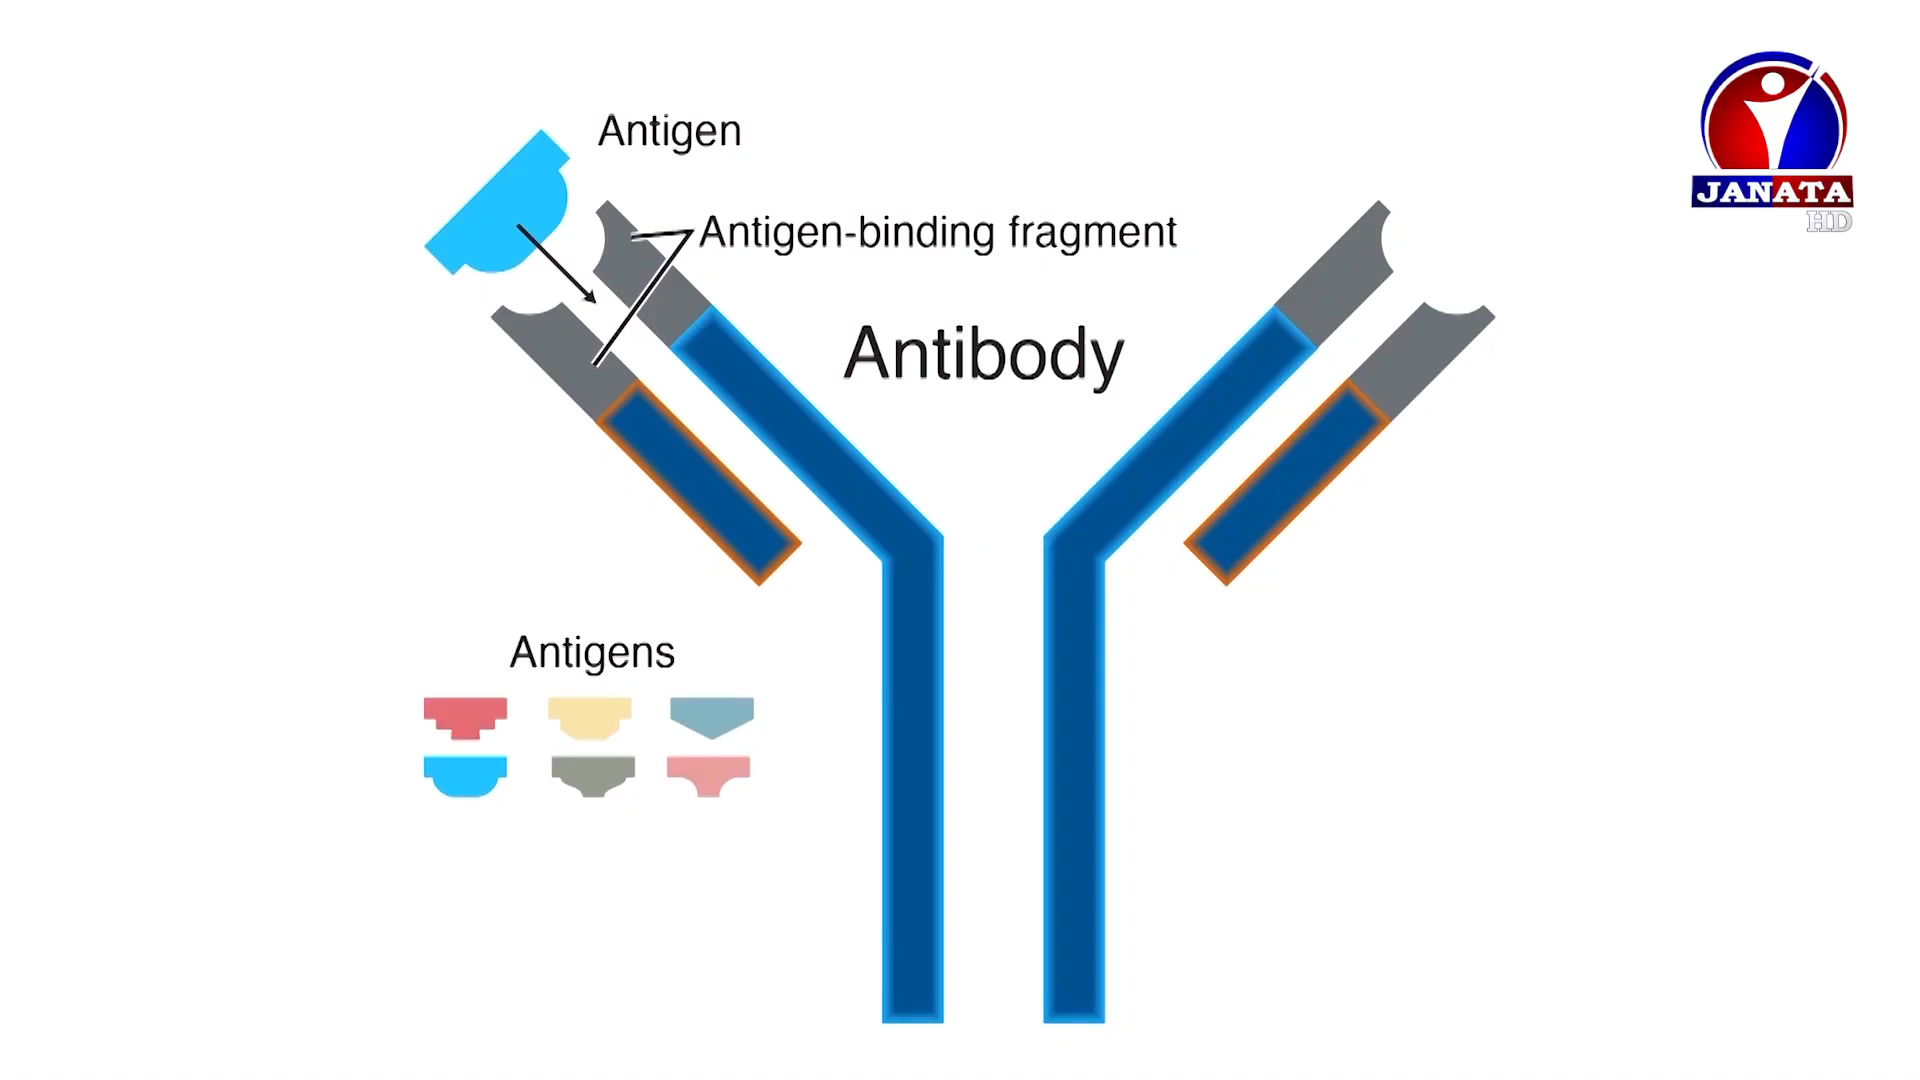 Antigen
Antigen-binding fragment
Antibody
Antigens
JANATA
HD